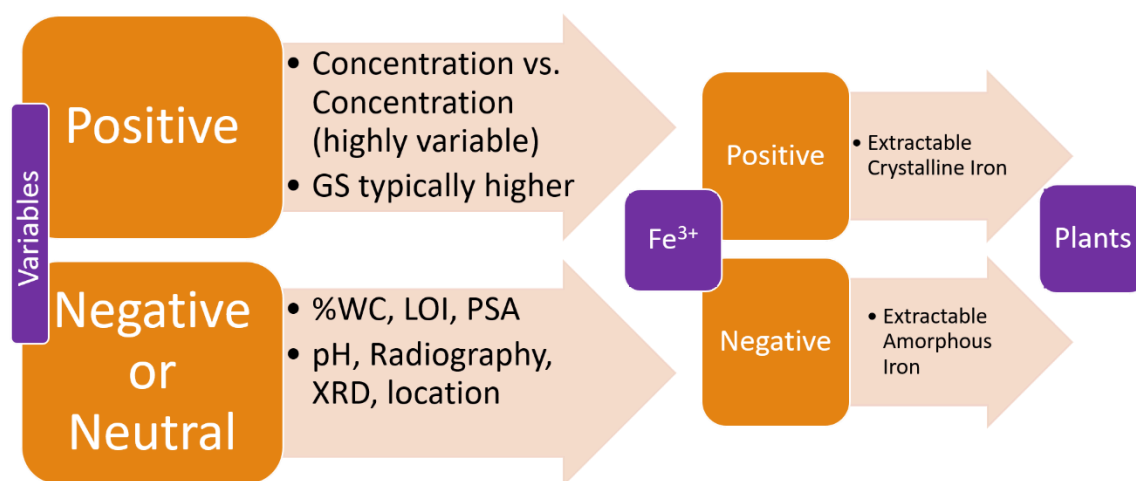 Variables
Positive
• Concentration vs.
Concentration
(highly variable)
• GS typically higher
Negative
or
Neutral
• %WC, LOI, PSA
• pH, Radiography,
XRD, location
Fe³⁺
Positive
• Extractable
Crystalline Iron
Negative
• Extractable
Amorphous
Iron
Plants